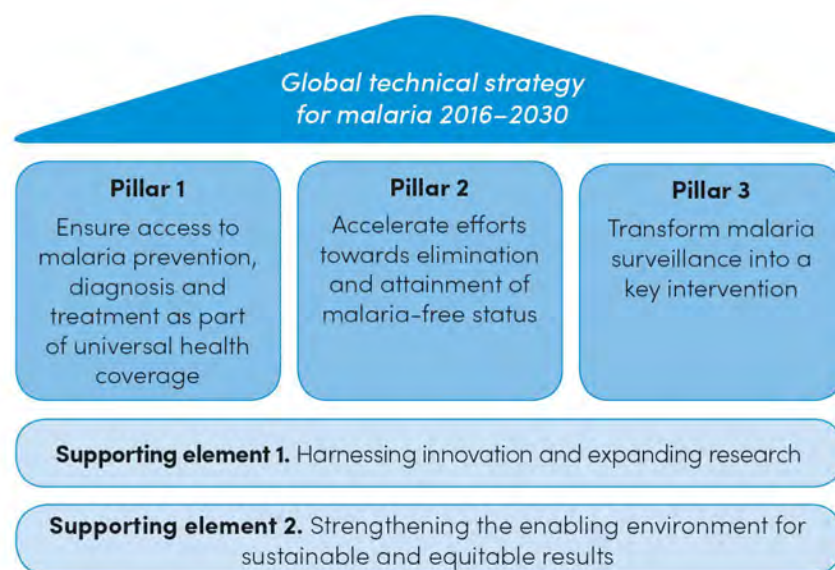 Global technical strategy
for malaria 2016–2030
Pillar 1
Ensure access to
malaria prevention,
diagnosis and
treatment as part
of universal health
coverage
Pillar 2
Accelerate efforts
towards elimination
and attainment of
malaria-free status
Pillar 3
Transform malaria
surveillance into a
key intervention
Supporting element 1. Harnessing innovation and expanding research
Supporting element 2. Strengthening the enabling environment for
sustainable and equitable results